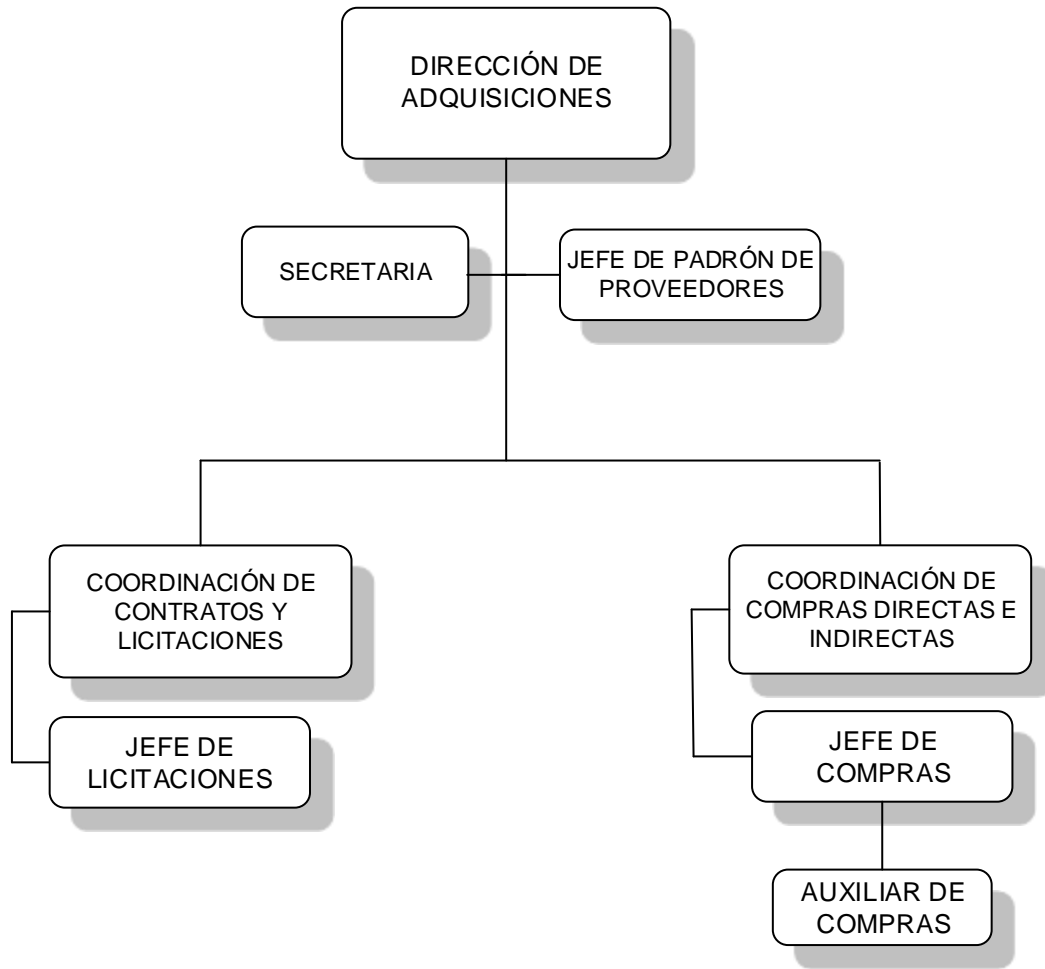 DIRECCIÓN DE
ADQUISICIONES
SECRETARIA
JEFE DE PADRÓN DE
PROVEEDORES
COORDINACIÓN DE
CONTRATOS Y
LICITACIONES
COORDINACIÓN DE
COMPRAS DIRECTAS E
INDIRECTAS
JEFE DE
LICITACIONES
JEFE DE
COMPRAS
AUXILIAR DE
COMPRAS